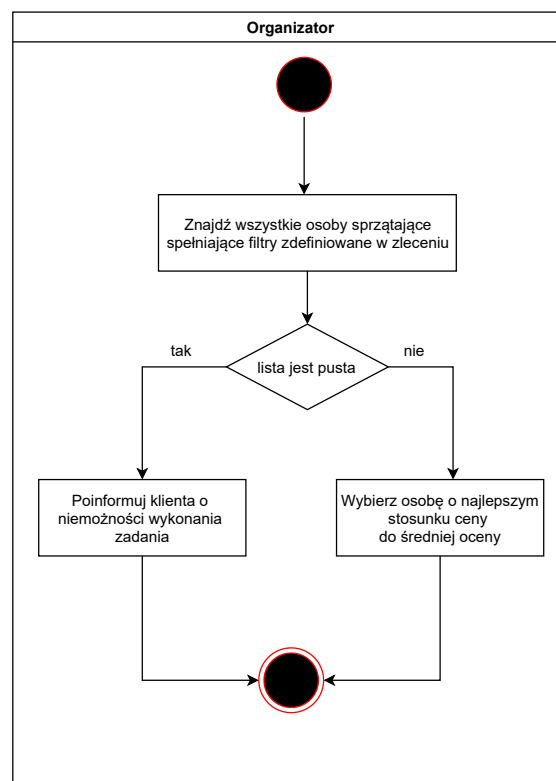 Organizator
Znajdź wszystkie osoby sprzątające
spełniające filtry zdefiniowane w zleceniu
tak
nie
lista jest pusta
Poinformuj klienta o
niemożności wykonania
zadania
Wybierz osobę o najlepszym
stosunku ceny
do średniej oceny